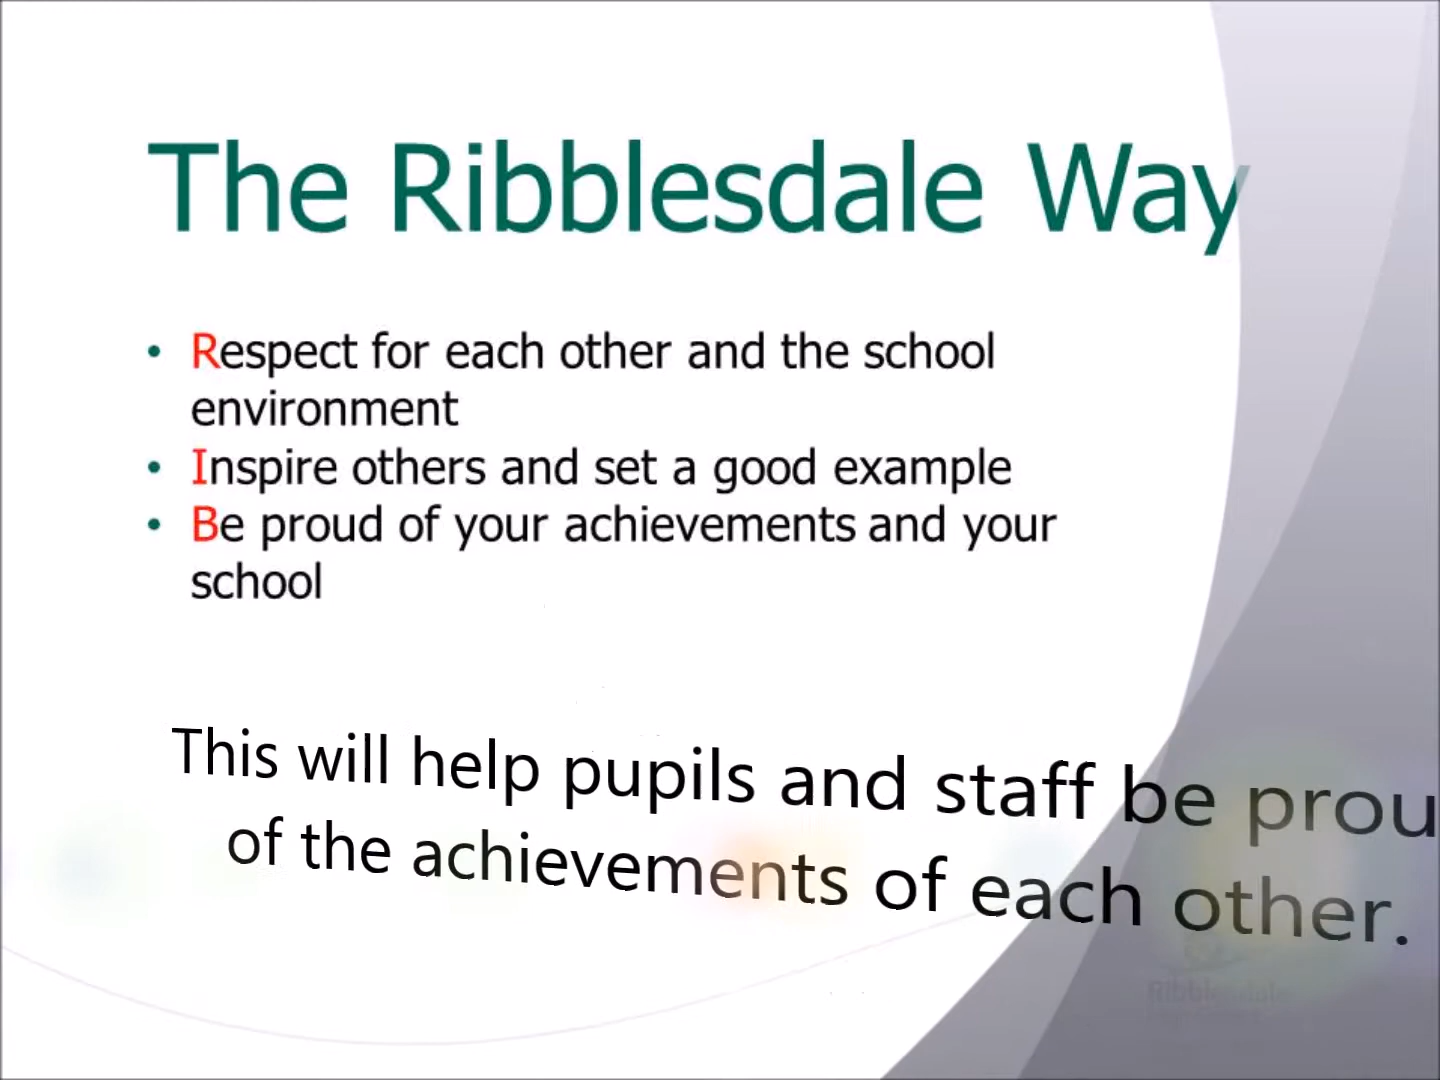 The Ribblesdale Way
• Respect for each other and the school
environment
• Inspire others and set a good example
• Be proud of your achievements and your
school
This will help pupils and staff be prou
of the achievements of each other.
Ribblesdale